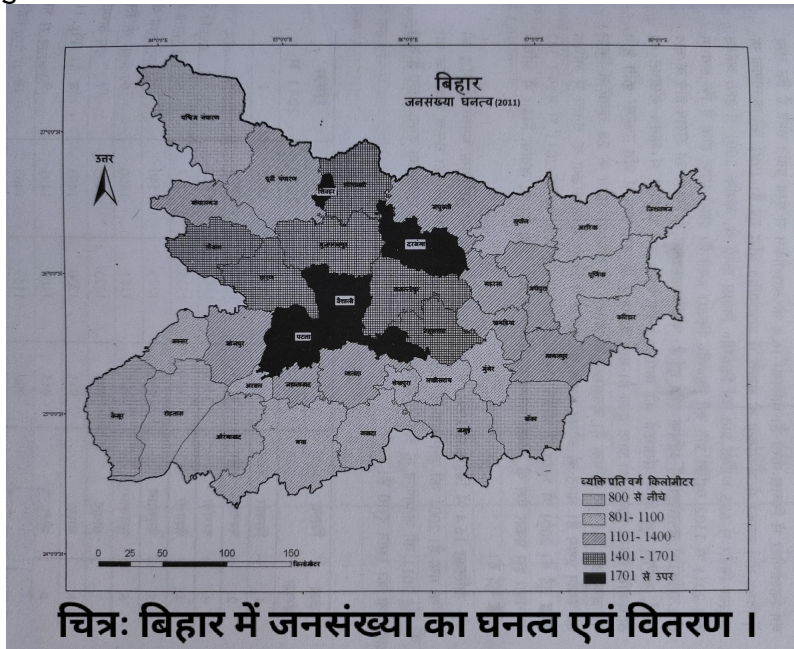 बिहार
जनसंख्या घनत्व (2011)
उत्तर
पश्चिम चंपारण
पूर्वी चंपारण
शिवहर
सीतामढ़ी
गोपालगंज
मधुबनी
सुपौल
अररिया
किशनगंज
सीवान
मुजफ्फरपुर
दरभंगा
सारण
वैशाली
समस्तीपुर
सहरसा
मधेपुरा
पूर्णिया
कटिहार
बक्सर
भोजपुर
पटना
बेगूसराय
खगड़िया
भागलपुर
अरवल
जहानाबाद
नालंदा
शेखपुरा
लखीसराय
मुंगेर
कैमूर
रोहतास
औरंगाबाद
गया
नवादा
जमुई
बाँका
व्यक्ति प्रति वर्ग किलोमीटर
800 से नीचे
801- 1100
1101- 1400
1401 - 1701
1701 से उपर
0 25 50 100 150
किलोमीटर
चित्रः बिहार में जनसंख्या का घनत्व एवं वितरण ।